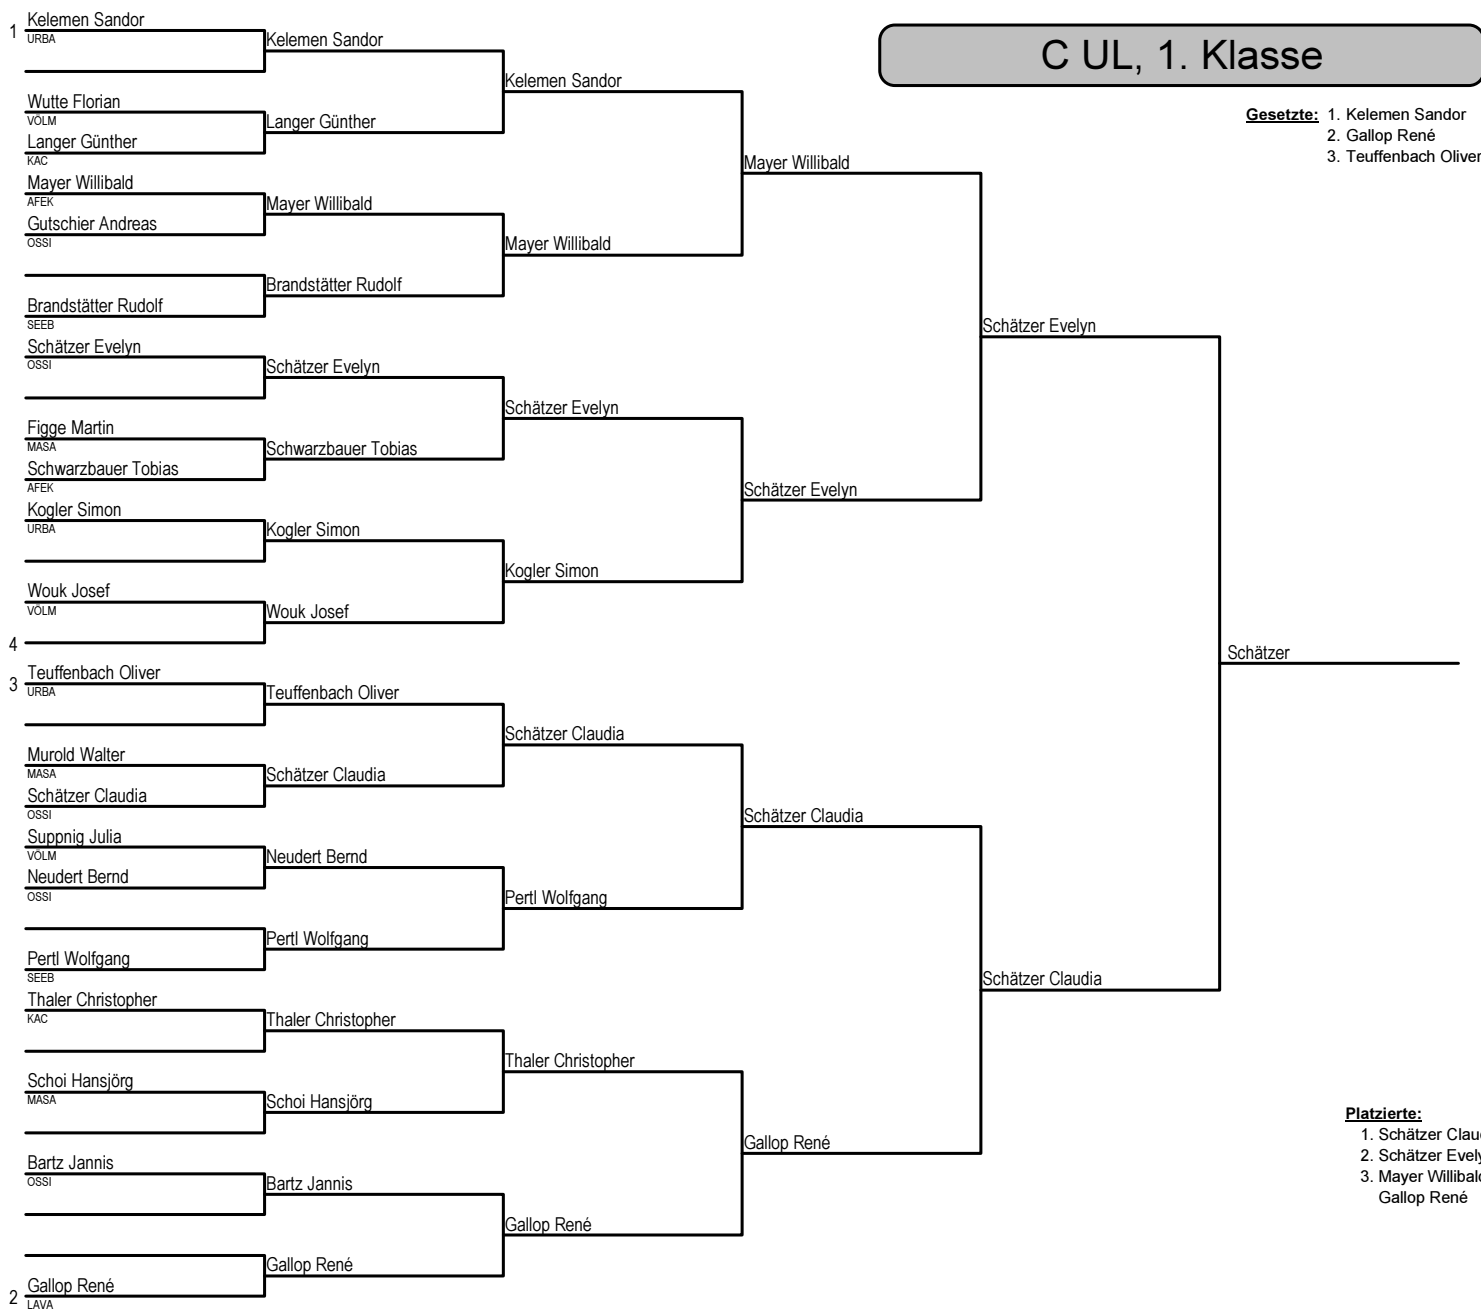 C UL, 1. Klasse
Gesetzte: 1. Kelemen Sandor
2. Gallop René
3. Teuffenbach Oliver
1 Kelemen Sandor
URBA
Wutte Florian
VÖLM
Langer Günther
KAC
Mayer Willibald
AFEK
Gutschier Andreas
OSSI
Brandstätter Rudolf
SEEB
Schätzer Evelyn
OSSI
Figge Martin
MASA
Schwarzbauer Tobias
AFEK
Kogler Simon
URBA
Wouk Josef
VÖLM
4
3 Teuffenbach Oliver
URBA
Murold Walter
MASA
Schätzer Claudia
OSSI
Suppnig Julia
VÖLM
Neudert Bernd
OSSI
Pertl Wolfgang
SEEB
Thaler Christopher
KAC
Schoi Hansjörg
MASA
Bartz Jannis
OSSI
2 Gallop René
LAVA
Kelemen Sandor
Langer Günther
Mayer Willibald
Brandstätter Rudolf
Schätzer Evelyn
Schwarzbauer Tobias
Kogler Simon
Wouk Josef
Teuffenbach Oliver
Schätzer Claudia
Neudert Bernd
Pertl Wolfgang
Thaler Christopher
Schoi Hansjörg
Bartz Jannis
Gallop René
Kelemen Sandor
Mayer Willibald
Schätzer Evelyn
Kogler Simon
Schätzer Claudia
Pertl Wolfgang
Thaler Christopher
Gallop René
Mayer Willibald
Schätzer Evelyn
Schätzer Claudia
Gallop René
Schätzer Evelyn
Schätzer Claudia
Schätzer
Platzierte:
1. Schätzer
2. Schätzer
3. Mayer Willibald
Gallop René